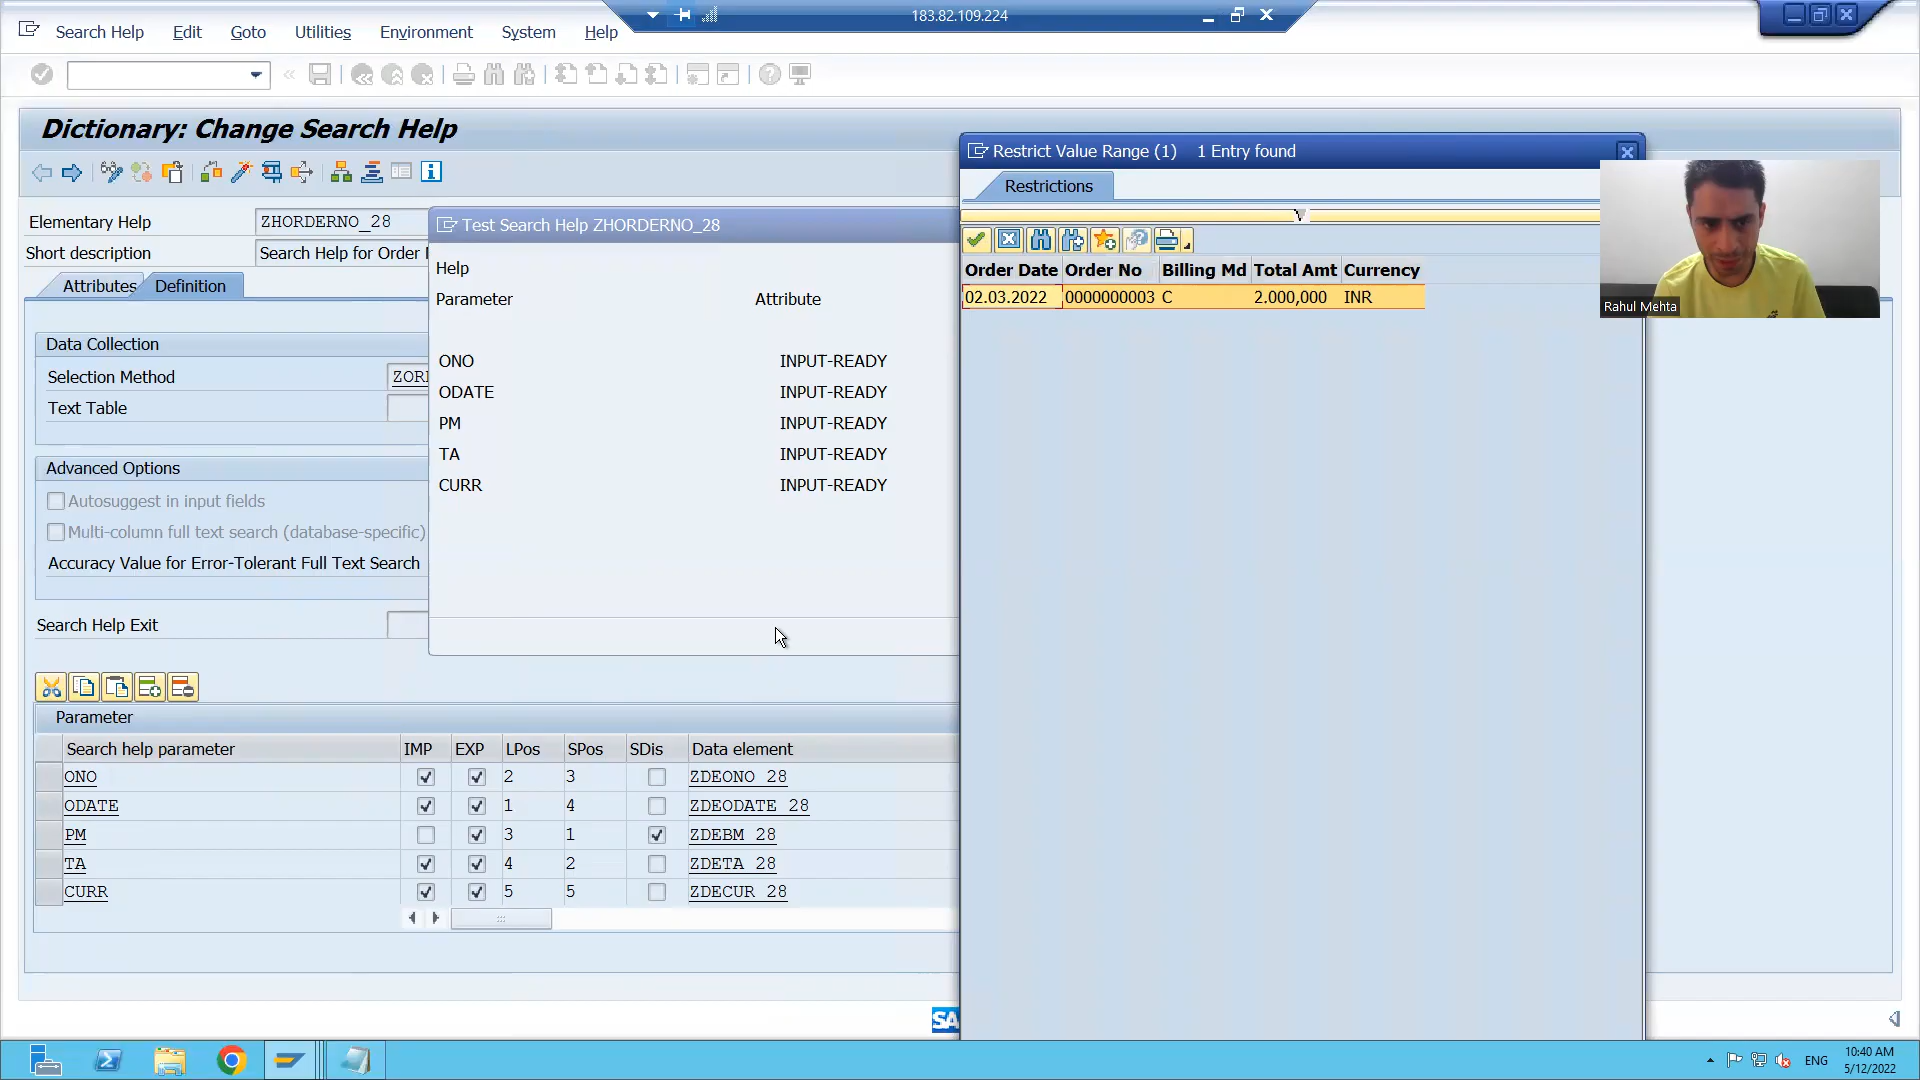 183.82.109.224
Search Help Edit Goto Utilities Environment System Help
Dictionary: Change Search Help
Elementary Help ZHORDERNO_28
Short description Search Help for Order
Attributes Definition
Data Collection
Selection Method
Text Table
Advanced Options
Autosuggest in input fields
Multi-column full text search (database-specific)
Accuracy Value for Error-Tolerant Full Text Search
Search Help Exit
Test Search Help ZHORDERNO_28
Help
Parameter Attribute
ONO INPUT-READY
ODATE INPUT-READY
PM INPUT-READY
TA INPUT-READY
CURR INPUT-READY
Restrict Value Range (1) 1 Entry found
Restrictions
Order Date Order No Billing Md Total Amt Currency
02.03.2022 0000000003 C 2.000,000 INR
Rahul Mehta
Parameter
Search help parameter IMP EXP LPos SPos SDis Data element
ONO 2 3 ZDEONO_28
ODATE 1 4 ZDEODATE_28
PM 3 1 ZDEBM_28
TA 4 2 ZDETA_28
CURR 5 5 ZDECUR_28
ENG
10:40 AM
5/12/2022